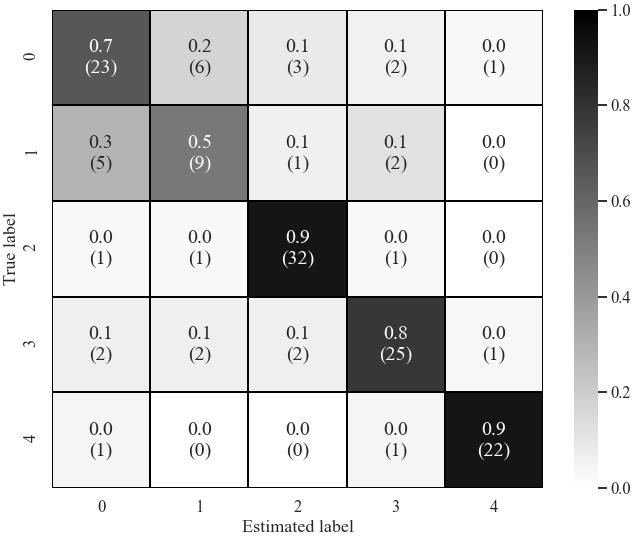 0.7 0.2 0.1 0.1 0.0
(23) (6) (3) (2) (1)
0
0.3 0.5 0.1 0.1 0.0
(5) (9) (1) (2) (0)
1
0.0 0.0 0.9 0.0 0.0
(1) (1) (32) (1) (0)
2
True label
0.1 0.1 0.1 0.8 0.0
(2) (2) (2) (25) (1)
3
0.0 0.0 0.0 0.0 0.9
(1) (0) (0) (1) (22)
4
0 1 2 3 4
Estimated label
1.0
0.8
0.6
0.4
0.2
0.0